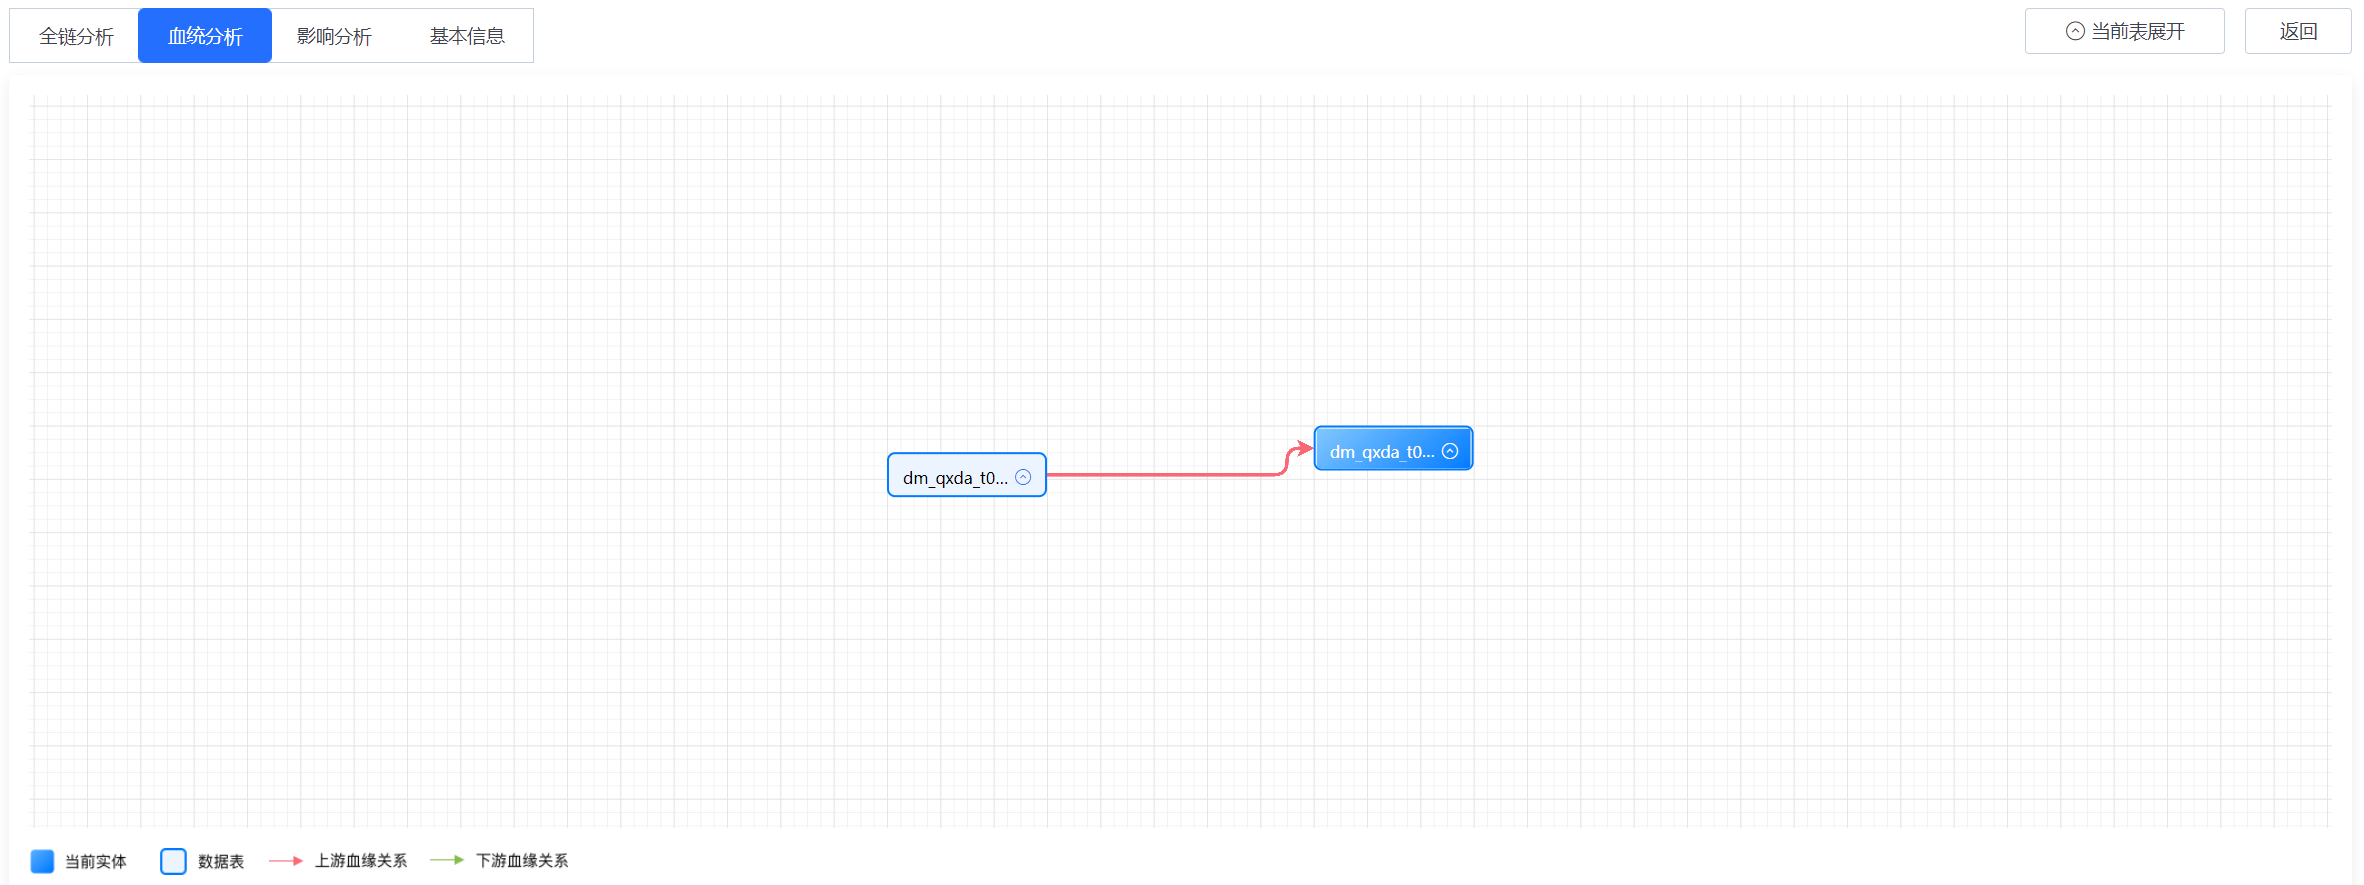 全链分析 血统分析 影响分析 基本信息 当前表展开 返回
dm_qxda_t0...
dm_qxda_t0...
当前实体 数据表 上游血缘关系 下游血缘关系